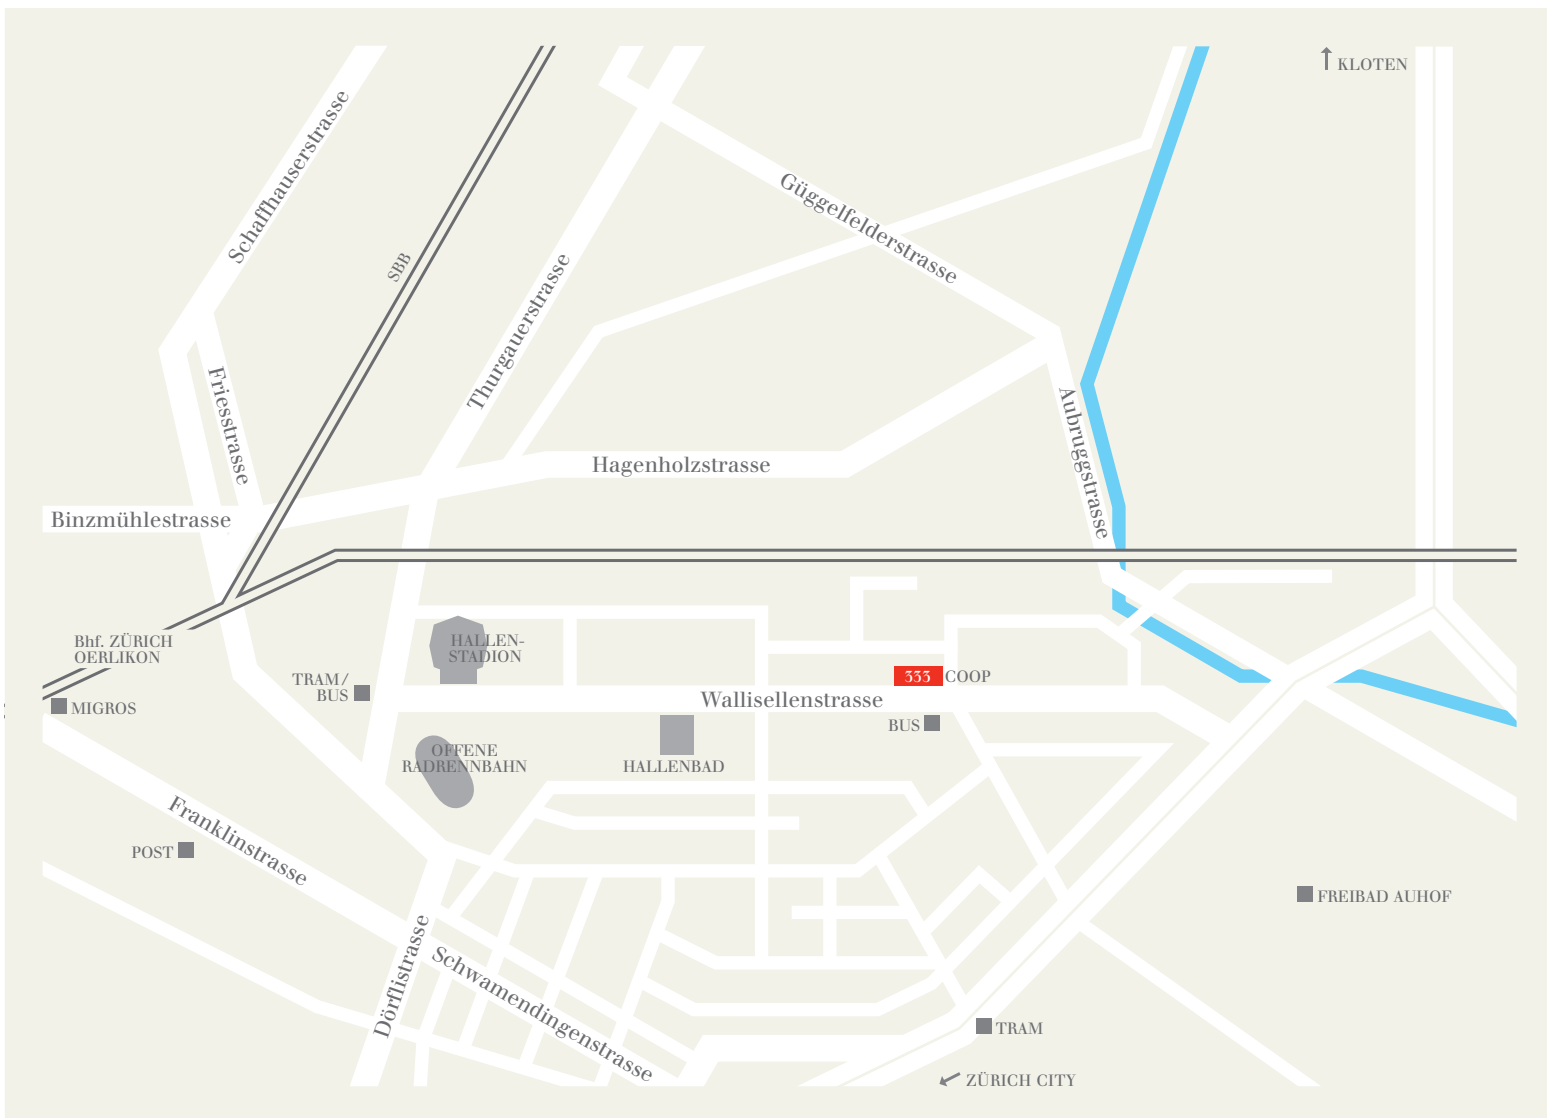 KLOTEN
Schaffhauserstrasse
Güggelfelderstrasse
SBB
Thurgauerstrasse
Friesstrasse
Aubruggstrasse
Hagenholzstrasse
Binzmühlestrasse
Bhf. ZÜRICH
OERLIKON
HALLEN-
STADION
TRAM/
BUS
333
COOP
MIGROS
Wallisellenstrasse
BUS
OFFENE
RADRENNBAHN
HALLENBAD
Franklinstrasse
POST
FREIBAD AUHOF
Dörflistrasse
Schwamendingenstrasse
TRAM
ZÜRICH CITY